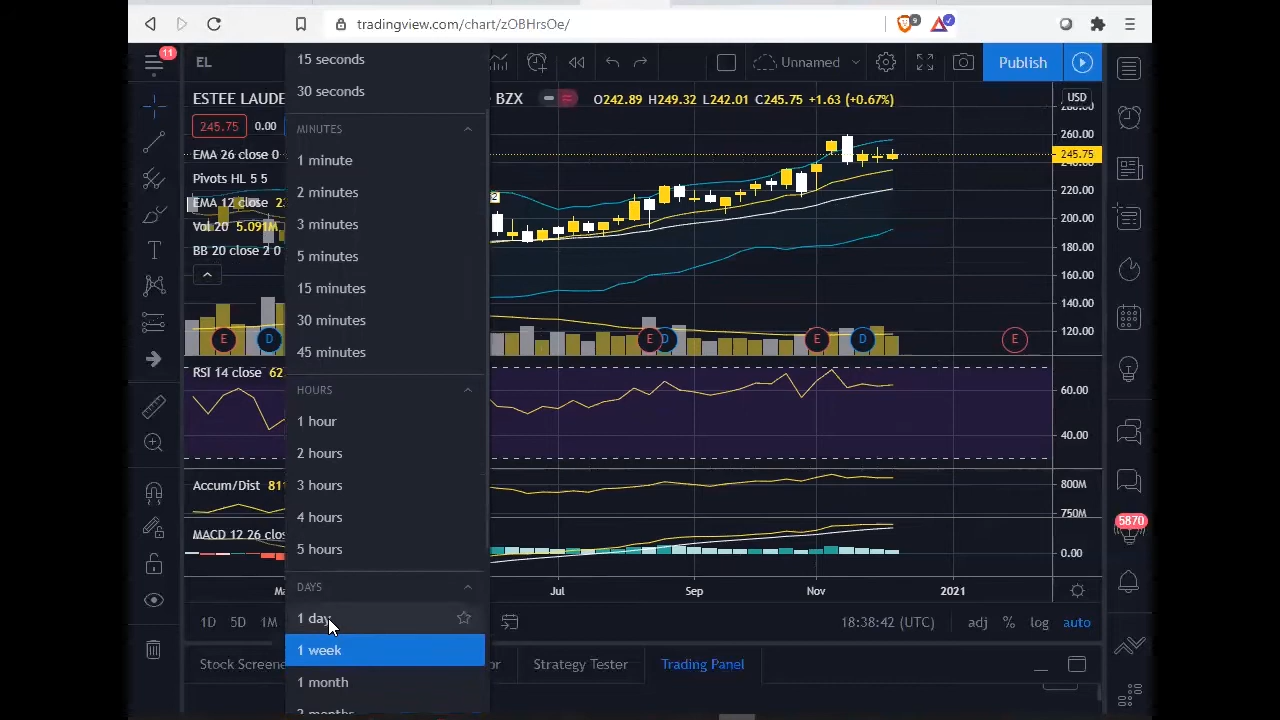 tradingview.com/chart/zOBHrsOe/
9
11
EL
15 seconds
Unnamed
Publish
30 seconds
ESTEE LAUDE
BZX
O242.89 H249.32 L242.01 C245.75 +1.63 (+0.67%)
USD
280.00
245.75
0.00
MINUTES
260.00
EMA 26 close 0
1 minute
245.75
240.00
Pivots HL 5 5
2 minutes
220.00
EMA 12 close
Vol 20 5.091M
3 minutes
200.00
BB 20 close 2 0
5 minutes
180.00
15 minutes
160.00
30 minutes
140.00
120.00
E
D
45 minutes
E
D
E
D
E
RSI 14 close 62
HOURS
60.00
1 hour
40.00
2 hours
Accum/Dist 811
3 hours
800M
4 hours
750M
MACD 12 26 clos
5 hours
0.00
DAYS
Jul
Sep
Nov
2021
1D 5D 1M
1 day
18:38:42 (UTC)
adj % log auto
1 week
Stock Screene
Strategy Tester
Trading Panel
1 month
5870